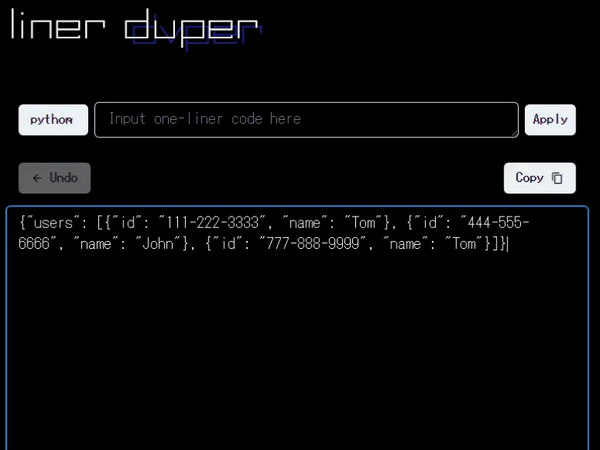 liner duper
python
Input one-liner code here
Apply
← Undo
Copy
{"users": [{"id": "111-222-3333", "name": "Tom"}, {"id": "444-555-
6666", "name": "John"}, {"id": "777-888-9999", "name": "Tom"}]}